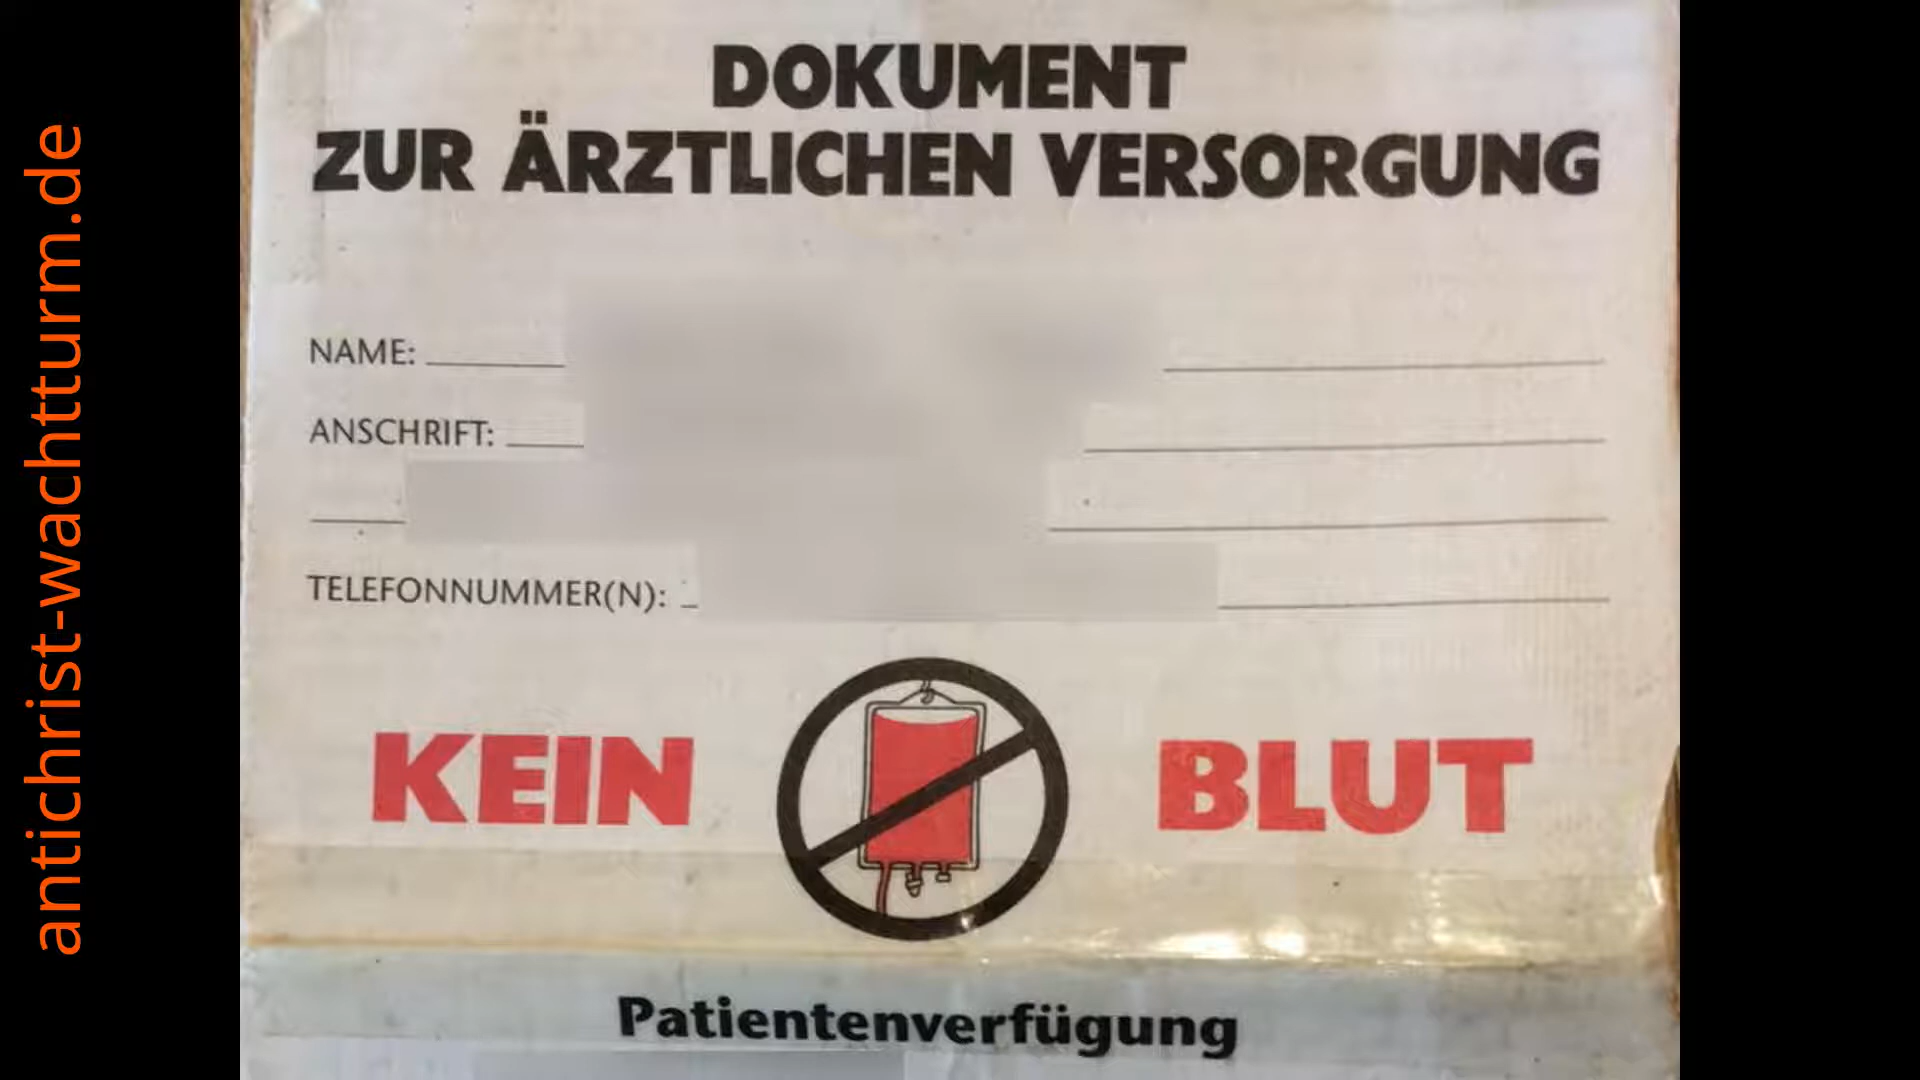 antichrist-wachtturm.de
DOKUMENT
ZUR ÄRZTLICHEN VERSORGUNG
NAME:
ANSCHRIFT:
TELEFONNUMMER(N):
KEIN BLUT
Patientenverfügung